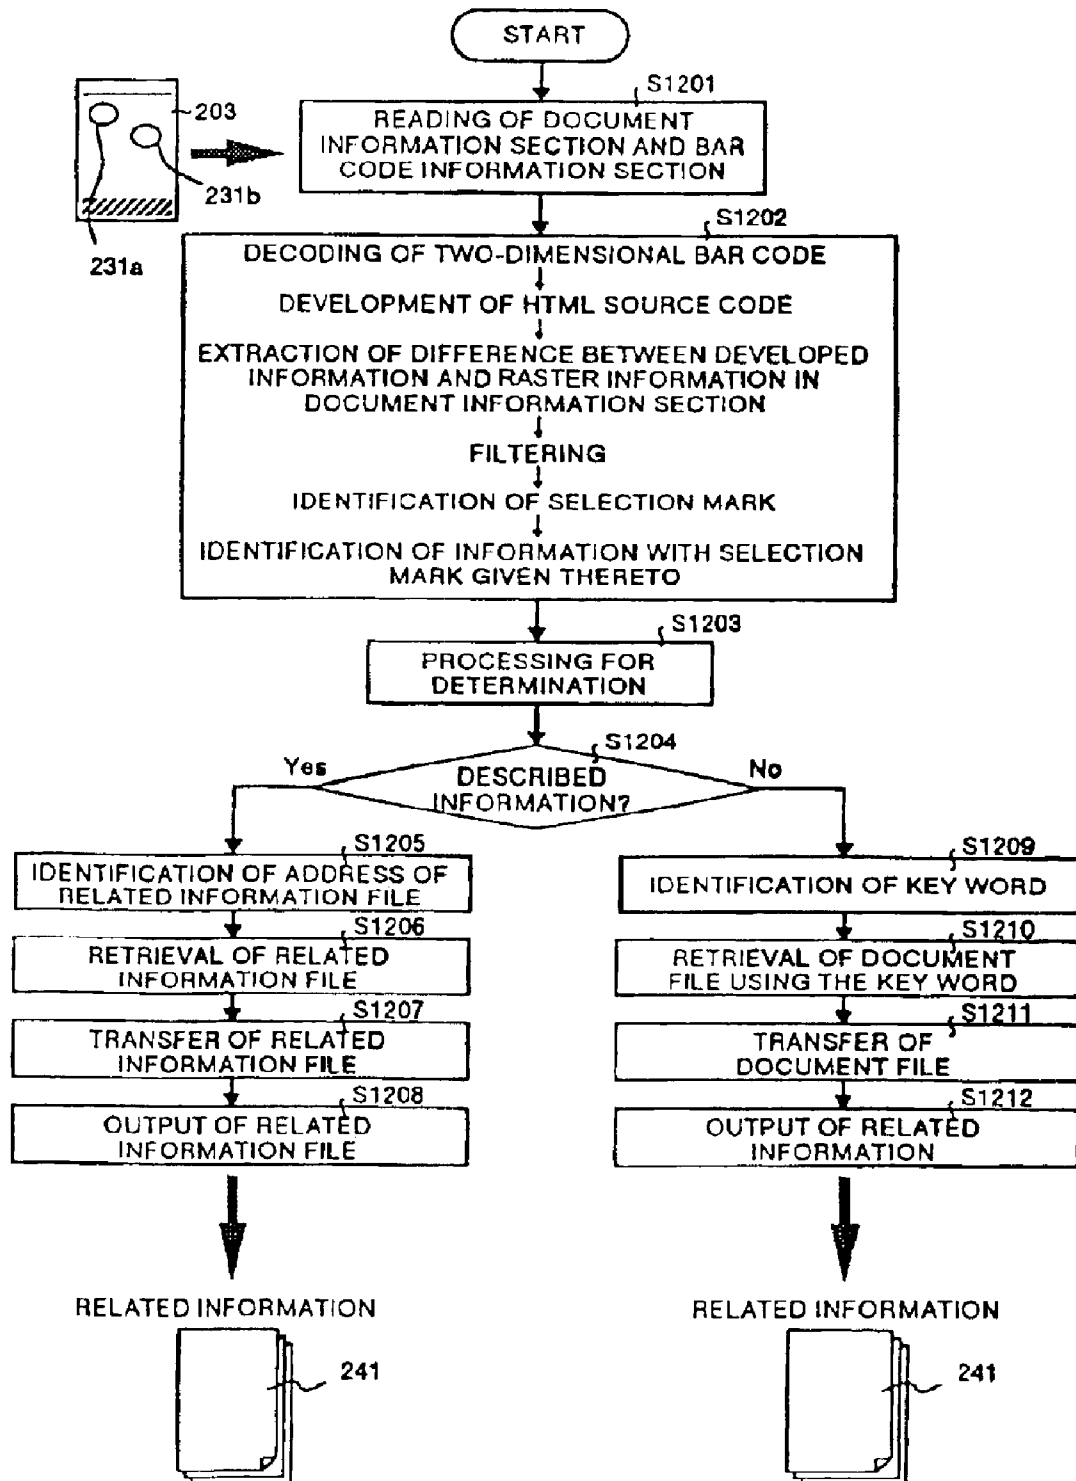 START
S1201
203
READING OF DOCUMENT
INFORMATION SECTION AND BAR
CODE INFORMATION SECTION
231b
231a
S1202
DECODING OF TWO-DIMENSIONAL BAR CODE
DEVELOPMENT OF HTML SOURCE CODE
EXTRACTION OF DIFFERENCE BETWEEN DEVELOPED
INFORMATION AND RASTER INFORMATION IN
DOCUMENT INFORMATION SECTION
FILTERING
IDENTIFICATION OF SELECTION MARK
IDENTIFICATION OF INFORMATION WITH SELECTION
MARK GIVEN THERETO
S1203
PROCESSING FOR
DETERMINATION
S1204
Yes
No
DESCRIBED
INFORMATION?
S1205
IDENTIFICATION OF ADDRESS OF
RELATED INFORMATION FILE
S1206
RETRIEVAL OF RELATED
INFORMATION FILE
S1207
TRANSFER OF RELATED
INFORMATION FILE
S1208
OUTPUT OF RELATED
INFORMATION FILE
RELATED INFORMATION
241
S1209
IDENTIFICATION OF KEY WORD
S1210
RETRIEVAL OF DOCUMENT
FILE USING THE KEY WORD
S1211
TRANSFER OF
DOCUMENT FILE
S1212
OUTPUT OF RELATED
INFORMATION
RELATED INFORMATION
241